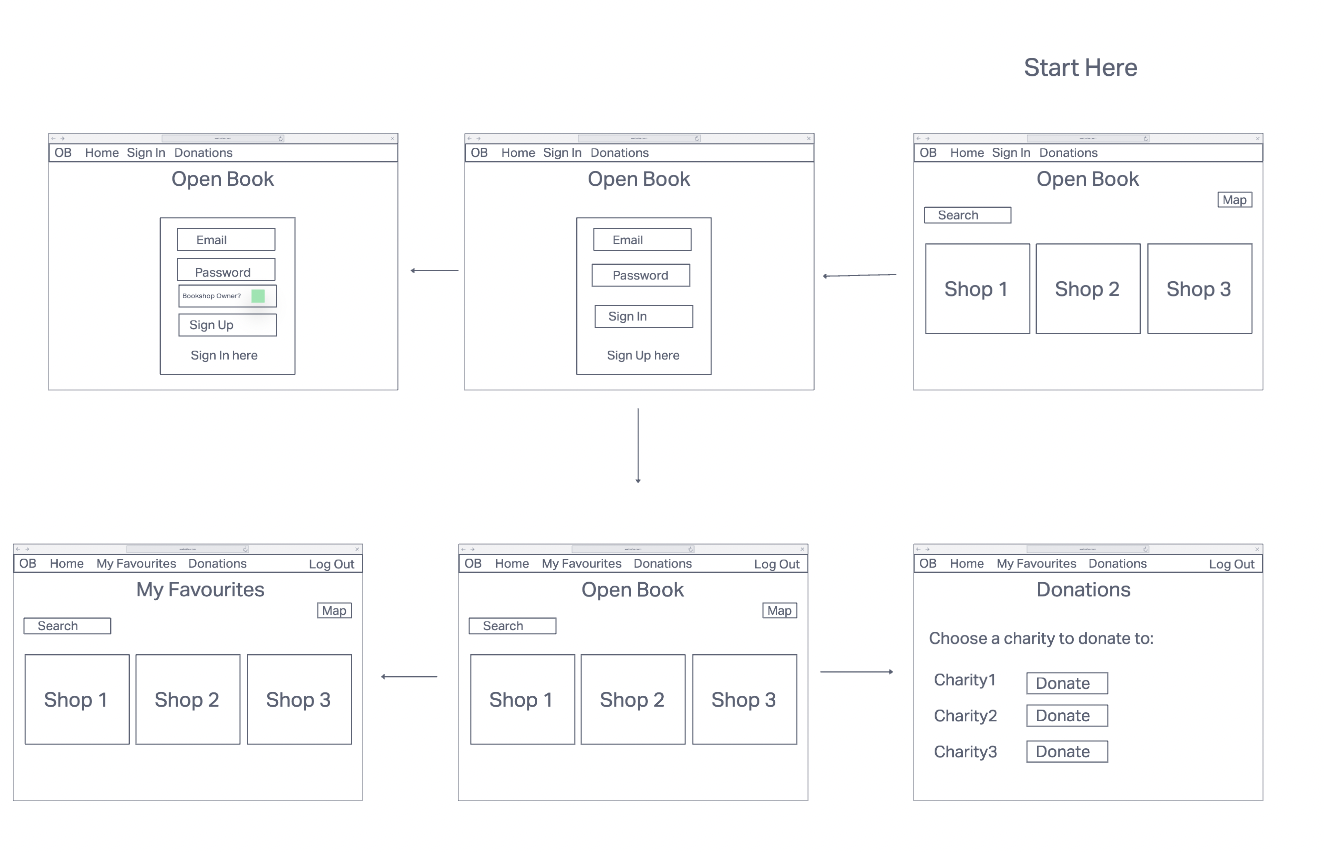 Start Here
OB Home Sign In Donations
Open Book
Email
Password
Bookshop Owner?
Sign Up
Sign In here
OB Home Sign In Donations
Open Book
Email
Password
Sign In
Sign Up here
OB Home Sign In Donations
Open Book
Map
Search
Shop 1 Shop 2 Shop 3
OB Home My Favourites Donations Log Out
My Favourites
Map
Search
Shop 1 Shop 2 Shop 3
OB Home My Favourites Donations Log Out
Open Book
Map
Search
Shop 1 Shop 2 Shop 3
OB Home My Favourites Donations Log Out
Donations
Choose a charity to donate to:
Charity1 Donate
Charity2 Donate
Charity3 Donate